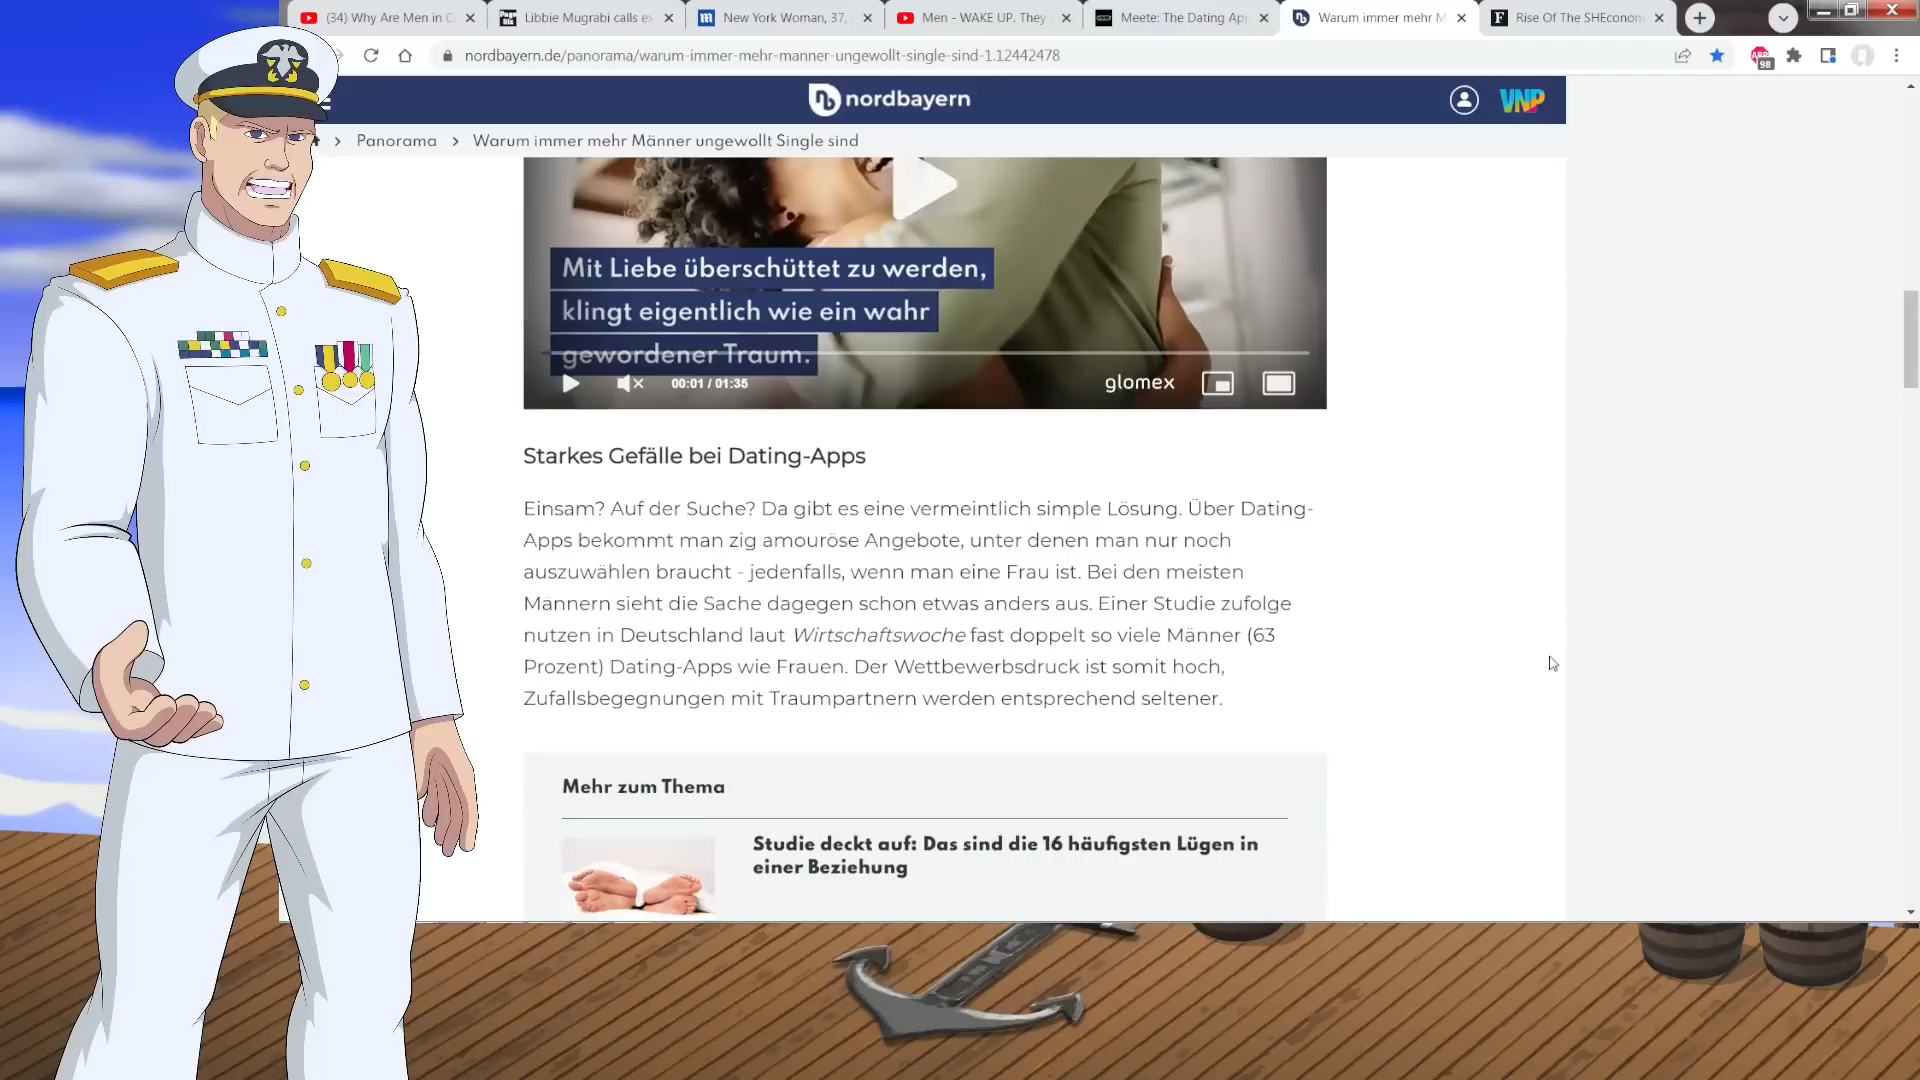 (34) Why Are Men in C
Libbie Mugrabi calls ex
New York Woman, 37,
Men - WAKE UP. They
Meete: The Dating App
Warum immer mehr M
Rise Of The SHEconom
nordbayern.de/panorama/warum-immer-mehr-manner-ungewollt-single-sind-1.12442478
ABP
98
nb nordbayern
VNP
Panorama > Warum immer mehr Männer ungewollt Single sind
Mit Liebe überschüttet zu werden,
klingt eigentlich wie ein wahr
gewordener Traum.
00:01 / 01:35
glomex
Starkes Gefälle bei Dating-Apps
Einsam? Auf der Suche? Da gibt es eine vermeintlich simple Lösung. Über Dating-
Apps bekommt man zig amouröse Angebote, unter denen man nur noch
auszuwählen braucht - jedenfalls, wenn man eine Frau ist. Bei den meisten
Männern sieht die Sache dagegen schon etwas anders aus. Einer Studie zufolge
nutzen in Deutschland laut Wirtschaftswoche fast doppelt so viele Männer (63
Prozent) Dating-Apps wie Frauen. Der Wettbewerbsdruck ist somit hoch,
Zufallsbegegnungen mit Traumpartnern werden entsprechend seltener.
Mehr zum Thema
Studie deckt auf: Das sind die 16 häufigsten Lügen in
einer Beziehung